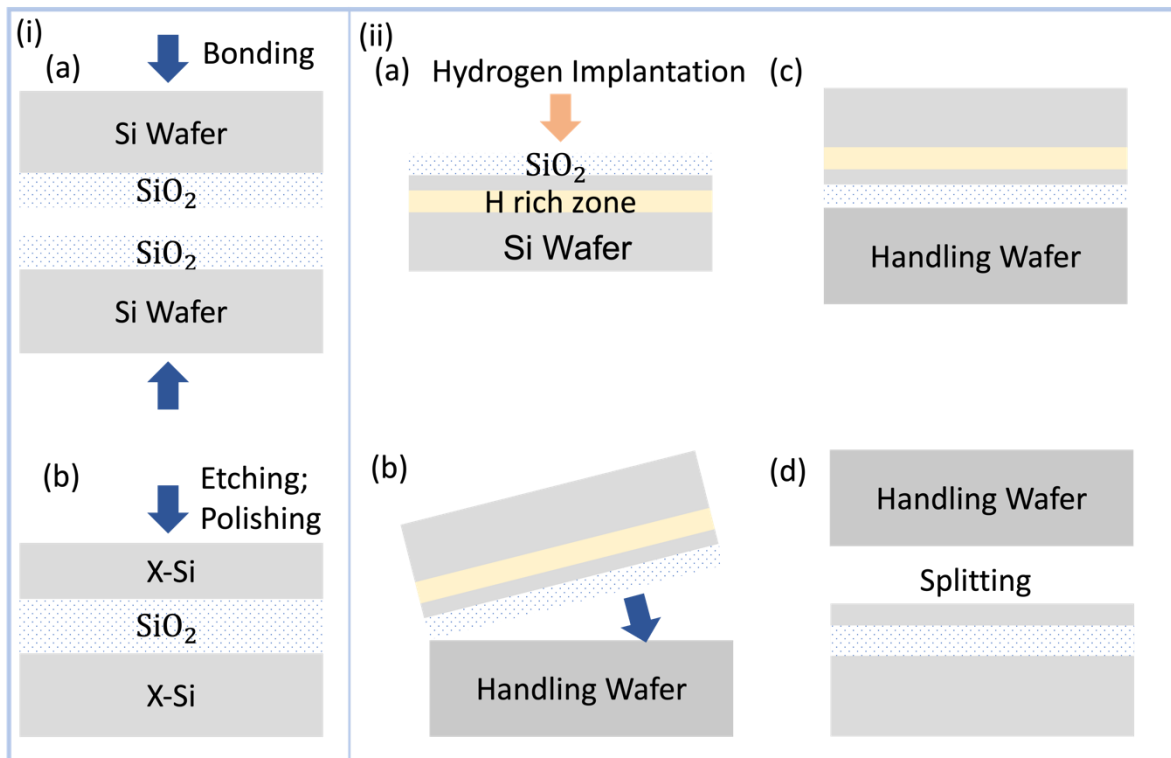 (i)
(a)
Bonding
Si Wafer
SiO₂
SiO₂
Si Wafer
(b)
Etching;
Polishing
X-Si
SiO₂
X-Si
(ii)
(a)
Hydrogen Implantation
SiO₂
H rich zone
Si Wafer
(b)
Handling Wafer
(c)
Handling Wafer
(d)
Handling Wafer
Splitting